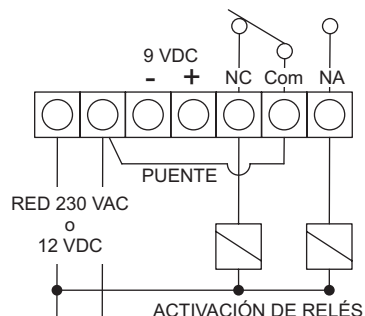 9 VDC
- + NC Com NA
PUENTE
RED 230 VAC
o
12 VDC
ACTIVACIÓN DE RELÉS